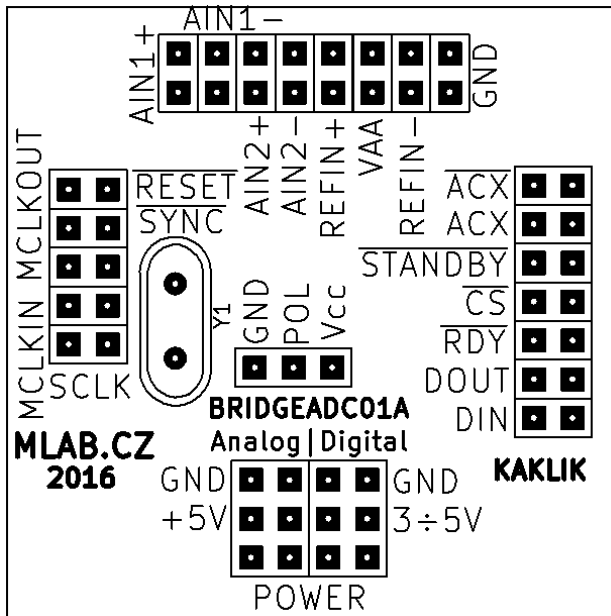 AIN1-
AIN1+
GND
AIN2+
AIN2-
REFIN+
VAA
REFIN-
MCLKOUT
RESET
SYNC
MCLKIN
SCLK
Y1
GND
POL
Vcc
ACX
ACX
STANDBY
CS
RDY
DOUT
DIN
BRIDGEADC01A
MLAB.CZ
2016
Analog|Digital
KAKLIK
GND
GND
+5V
3÷5V
POWER